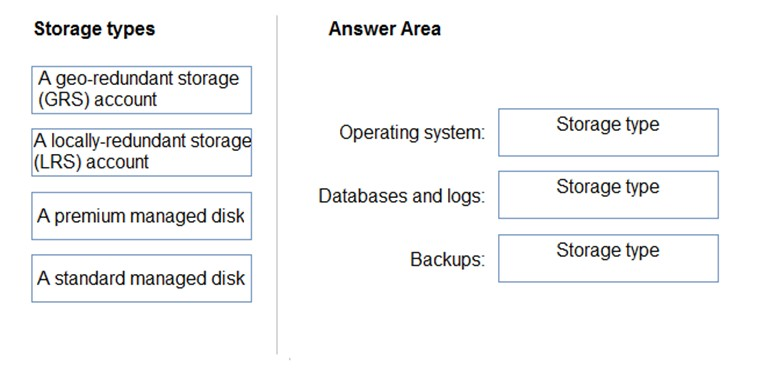 Storage types
A geo-redundant storage
(GRS) account
A locally-redundant storage
(LRS) account
A premium managed disk
A standard managed disk
Answer Area
Operating system:
Storage type
Databases and logs:
Storage type
Backups:
Storage type